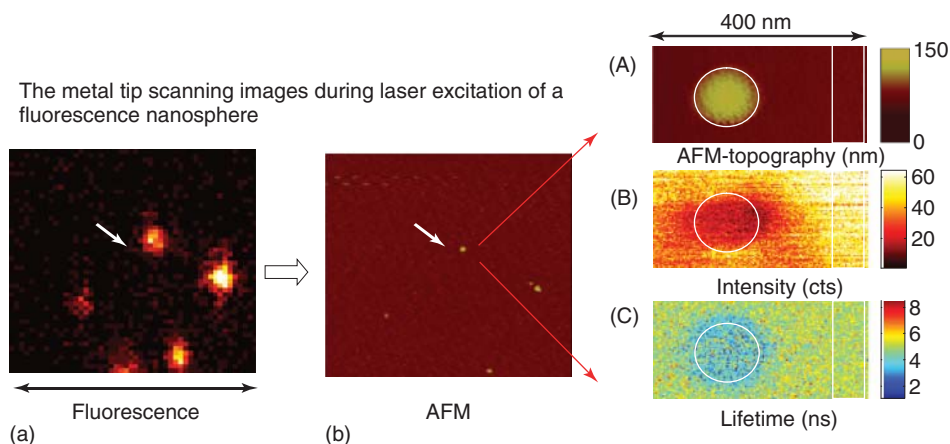 The metal tip scanning images during laser excitation of a
fluorescence nanosphere
Fluorescence
(a)
AFM
(b)
400 nm
(A)
150
0
AFM-topography (nm)
(B)
60
40
20
Intensity (cts)
(C)
8
6
4
2
Lifetime (ns)